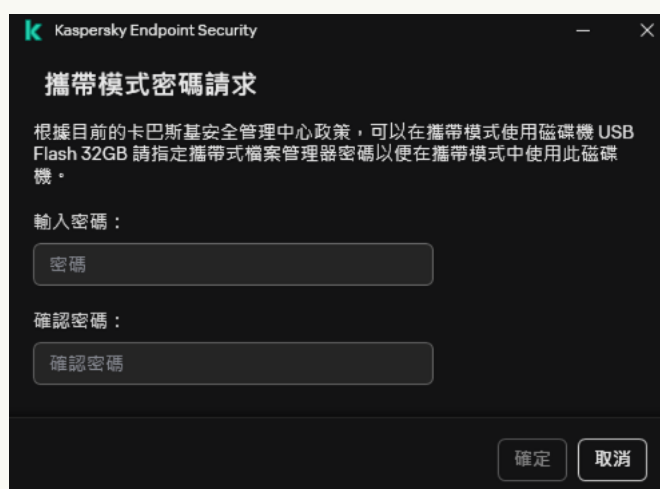 Kaspersky Endpoint Security
攜帶模式密碼請求
根據目前的卡巴斯基安全管理中心政策，可以在攜帶模式使用磁碟機 USB
Flash 32GB 請指定攜帶式檔案管理器密碼以便在攜帶模式中使用此磁碟
機。
輸入密碼：
密碼
確認密碼：
確認密碼
確定 取消